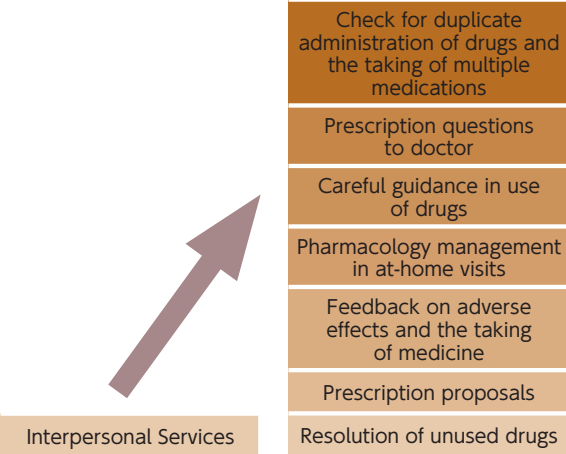 Check for duplicate
administration of drugs and
the taking of multiple
medications
Prescription questions
to doctor
Careful guidance in use
of drugs
Pharmacology management
in at-home visits
Feedback on adverse
effects and the taking
of medicine
Prescription proposals
Interpersonal Services
Resolution of unused drugs